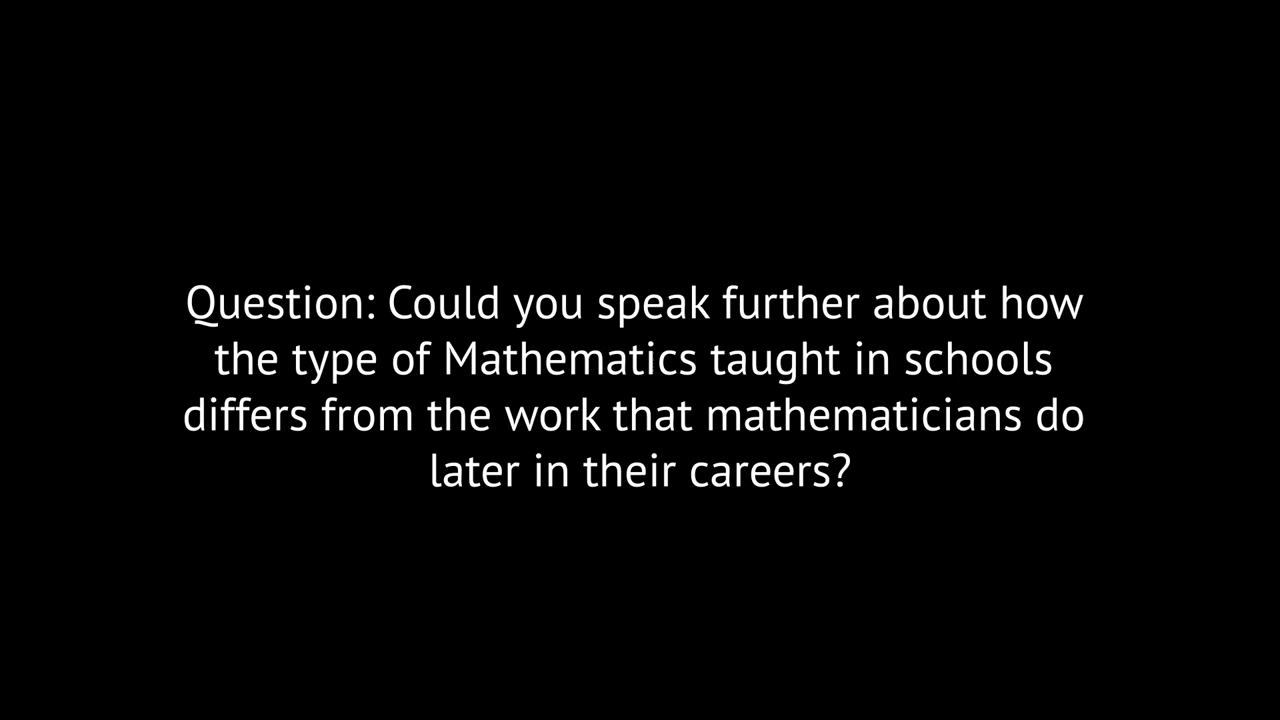 Question: Could you speak further about how
the type of Mathematics taught in schools
differs from the work that mathematicians do
later in their careers?